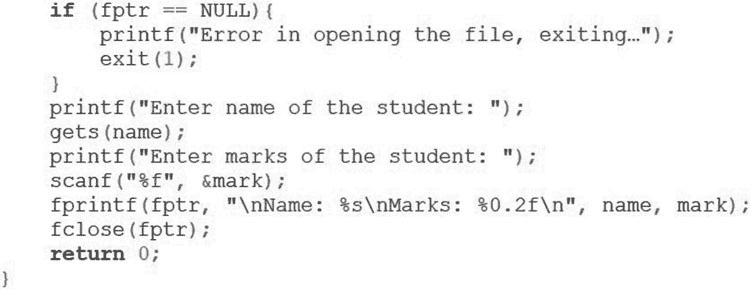 if (fptr == NULL){
printf("Error in opening the file, exiting…");
exit(1);
}
printf("Enter name of the student: ");
gets(name);
printf("Enter marks of the student: ");
scanf("%f", &mark);
fprintf(fptr, "\nName: %s\nMarks: %0.2f\n", name, mark);
fclose(fptr);
return 0;
}